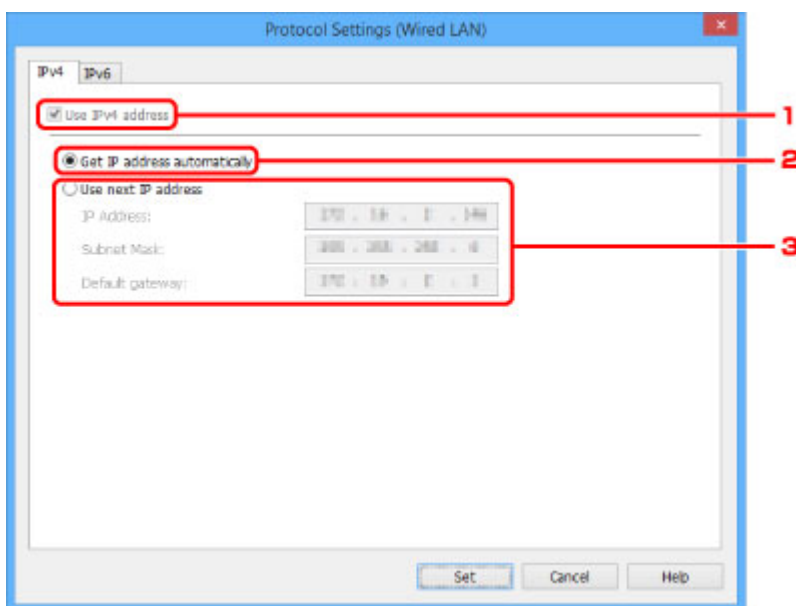 Protocol Settings (Wired LAN)
IPv4 IPv6
Use IPv4 address 1
Get IP address automatically 2
Use next IP address
IP Address:
Subnet Mask: 3
Default gateway:
Set Cancel Help